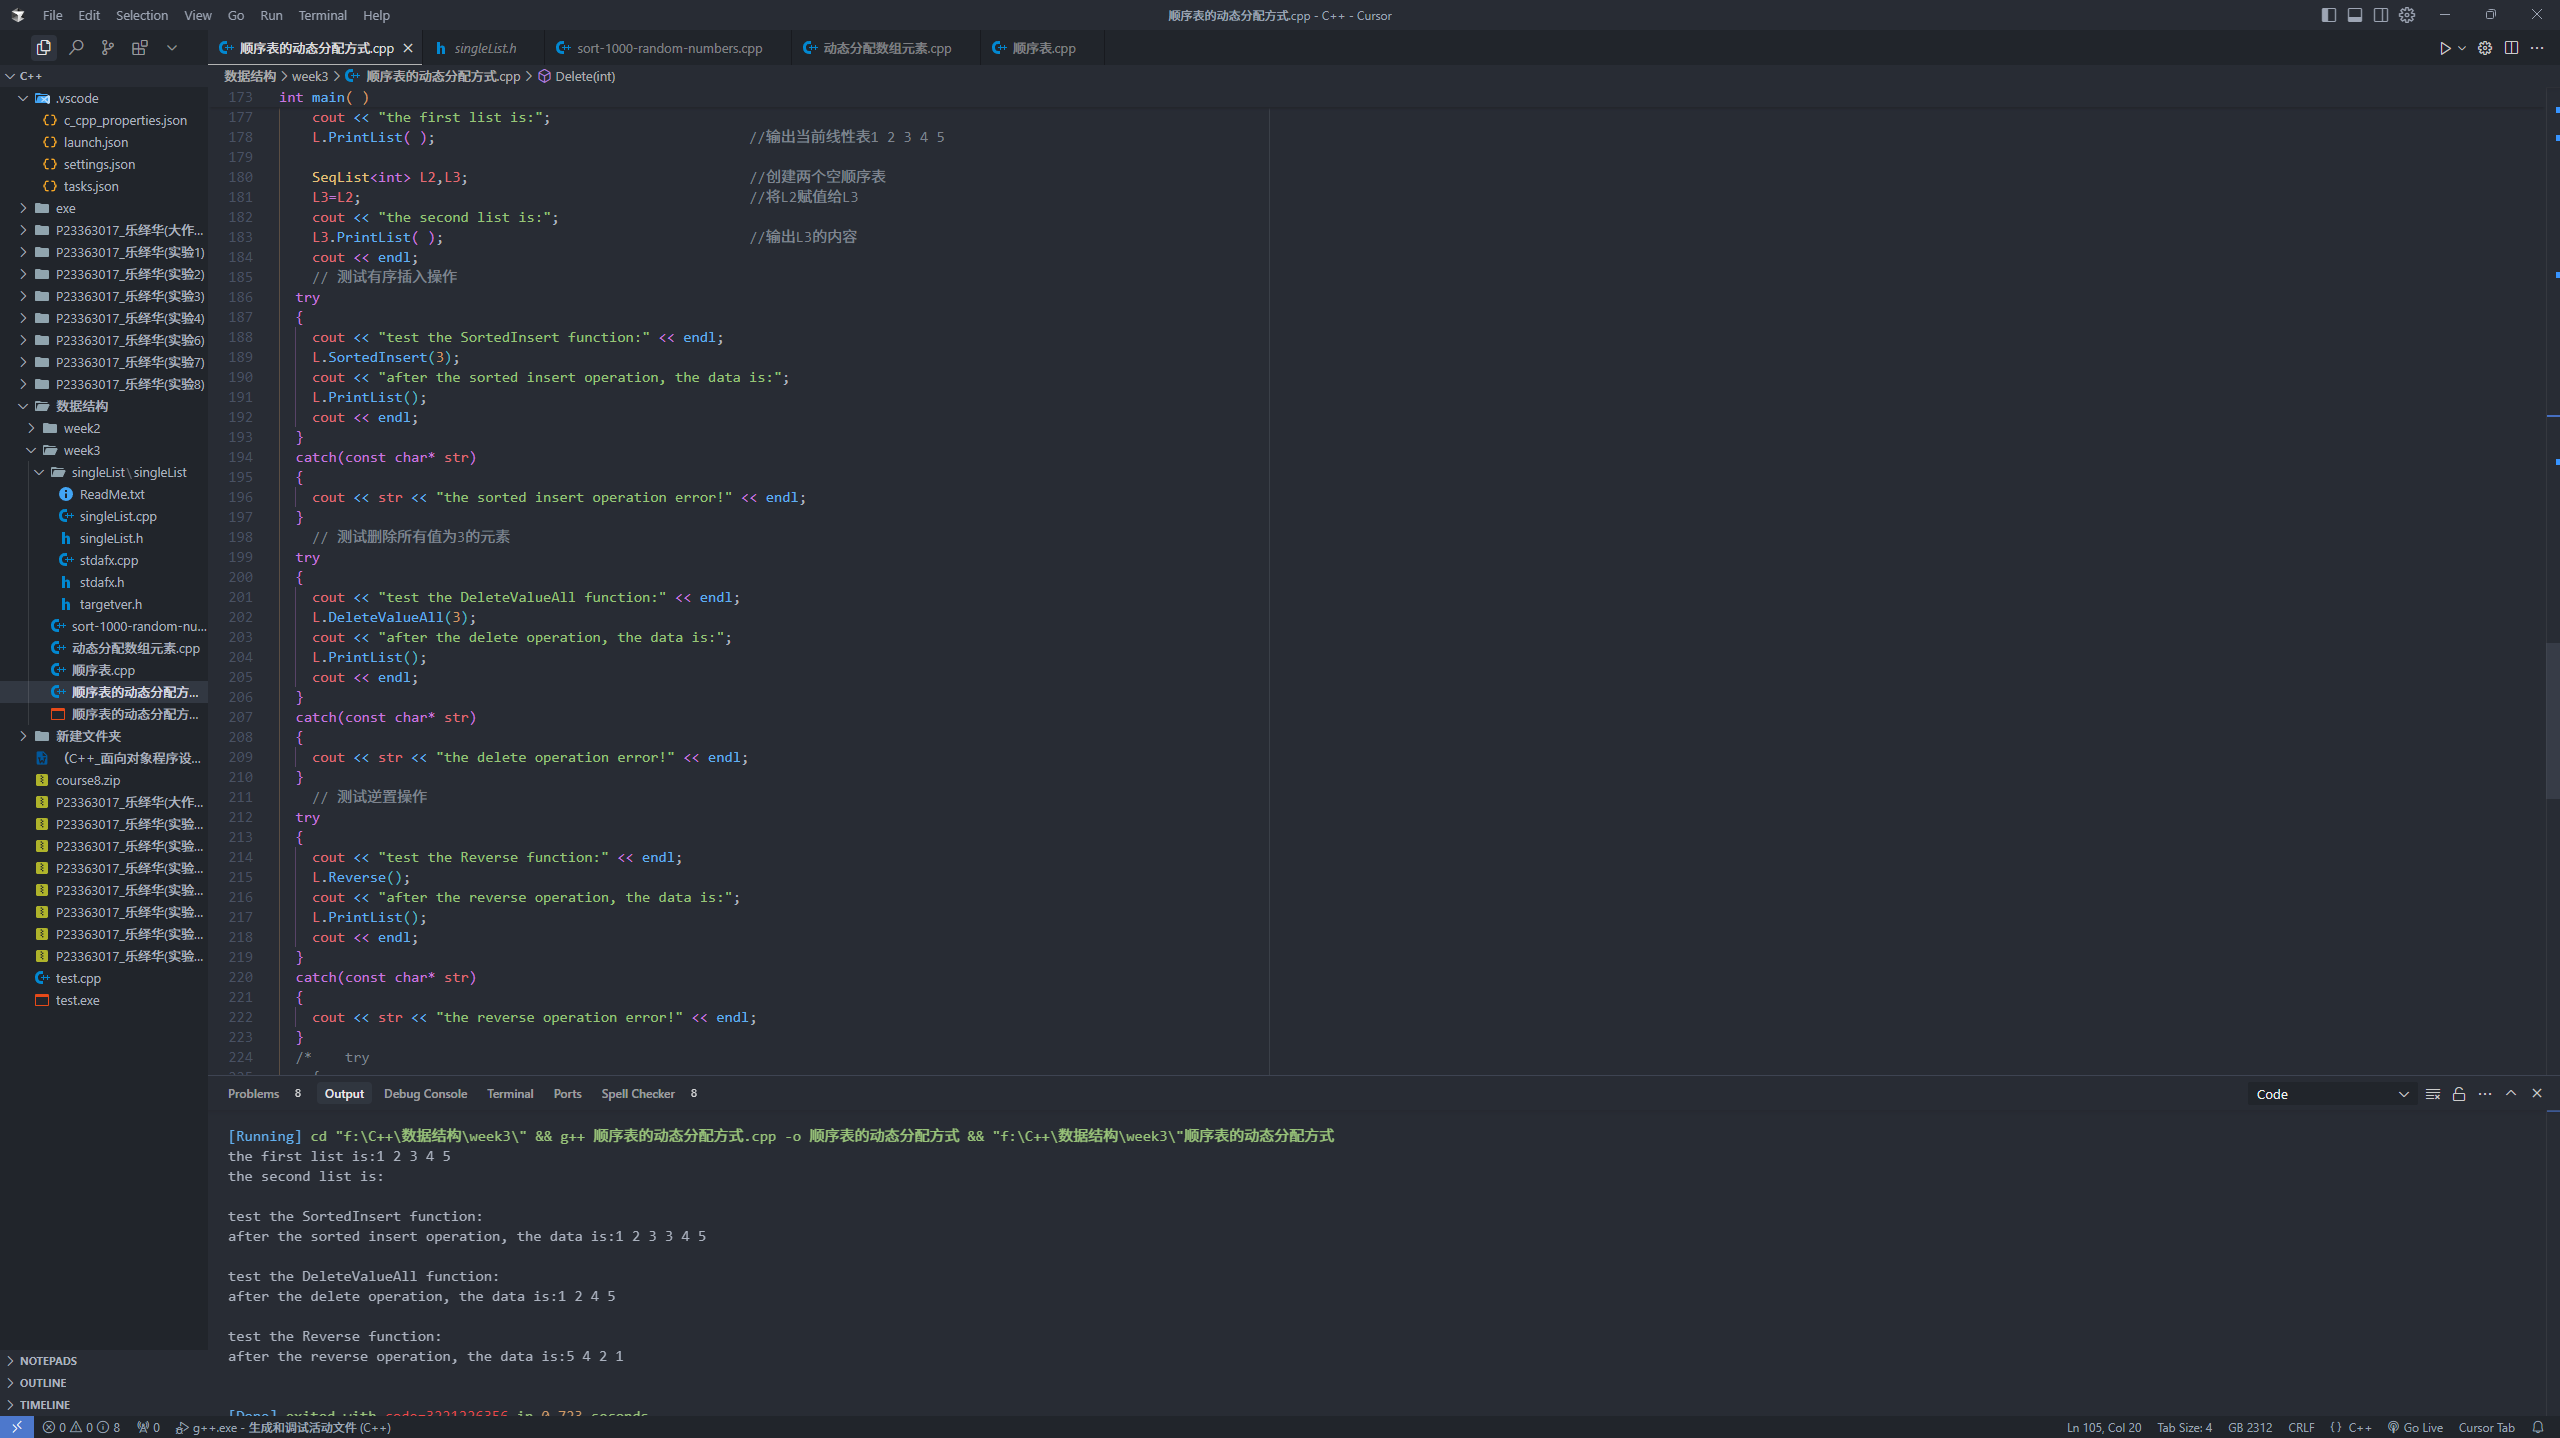 File Edit Selection View Go Run Terminal Help
顺序表的动态分配方式.cpp - C++ - Cursor
顺序表的动态分配方式.cpp
singleList.h
sort-1000-random-numbers.cpp
动态分配数组元素.cpp
顺序表.cpp
C++
.vscode
c_cpp_properties.json
launch.json
settings.json
tasks.json
exe
P23363017_乐绎华(大作...
P23363017_乐绎华(实验1)
P23363017_乐绎华(实验2)
P23363017_乐绎华(实验3)
P23363017_乐绎华(实验4)
P23363017_乐绎华(实验6)
P23363017_乐绎华(实验7)
P23363017_乐绎华(实验8)
数据结构
week2
week3
singleList\singleList
ReadMe.txt
singleList.cpp
singleList.h
stdafx.cpp
stdafx.h
targetver.h
sort-1000-random-nu...
动态分配数组元素.cpp
顺序表.cpp
顺序表的动态分配方...
顺序表的动态分配方...
新建文件夹
（C++_面向对象程序设...
course8.zip
P23363017_乐绎华(大作...
P23363017_乐绎华(实验...
P23363017_乐绎华(实验...
P23363017_乐绎华(实验...
P23363017_乐绎华(实验...
P23363017_乐绎华(实验...
P23363017_乐绎华(实验...
P23363017_乐绎华(实验...
test.cpp
test.exe
NOTEPADS
OUTLINE
TIMELINE
数据结构 > week3 > 顺序表的动态分配方式.cpp > Delete(int)
173 int main( )
177 cout << "the first list is:";
178 L.PrintList( ); //输出当前线性表1 2 3 4 5
179
180 SeqList<int> L2,L3; //创建两个空顺序表
181 L3=L2; //将L2赋值给L3
182 cout << "the second list is:";
183 L3.PrintList( ); //输出L3的内容
184 cout << endl;
185 // 测试有序插入操作
186 try
187 {
188 cout << "test the SortedInsert function:" << endl;
189 L.SortedInsert(3);
190 cout << "after the sorted insert operation, the data is:";
191 L.PrintList();
192 cout << endl;
193 }
194 catch(const char* str)
195 {
196 cout << str << "the sorted insert operation error!" << endl;
197 }
198 // 测试删除所有值为3的元素
199 try
200 {
201 cout << "test the DeleteValueAll function:" << endl;
202 L.DeleteValueAll(3);
203 cout << "after the delete operation, the data is:";
204 L.PrintList();
205 cout << endl;
206 }
207 catch(const char* str)
208 {
209 cout << str << "the delete operation error!" << endl;
210 }
211 // 测试逆置操作
212 try
213 {
214 cout << "test the Reverse function:" << endl;
215 L.Reverse();
216 cout << "after the reverse operation, the data is:";
217 L.PrintList();
218 cout << endl;
219 }
220 catch(const char* str)
221 {
222 cout << str << "the reverse operation error!" << endl;
223 }
224 /* try
Problems 8 Output Debug Console Terminal Ports Spell Checker 8
Code
[Running] cd "f:\C++\数据结构\week3\" && g++ 顺序表的动态分配方式.cpp -o 顺序表的动态分配方式 && "f:\C++\数据结构\week3\"顺序表的动态分配方式
the first list is:1 2 3 4 5
the second list is:
test the SortedInsert function:
after the sorted insert operation, the data is:1 2 3 3 4 5
test the DeleteValueAll function:
after the delete operation, the data is:1 2 4 5
test the Reverse function:
after the reverse operation, the data is:5 4 2 1
[Done] exited with code=3221226356 in 0.723 seconds
0 0 8 0 g++.exe - 生成和调试活动文件 (C++)
Ln 105, Col 20 Tab Size: 4 GB 2312 CRLF {} C++ Go Live Cursor Tab